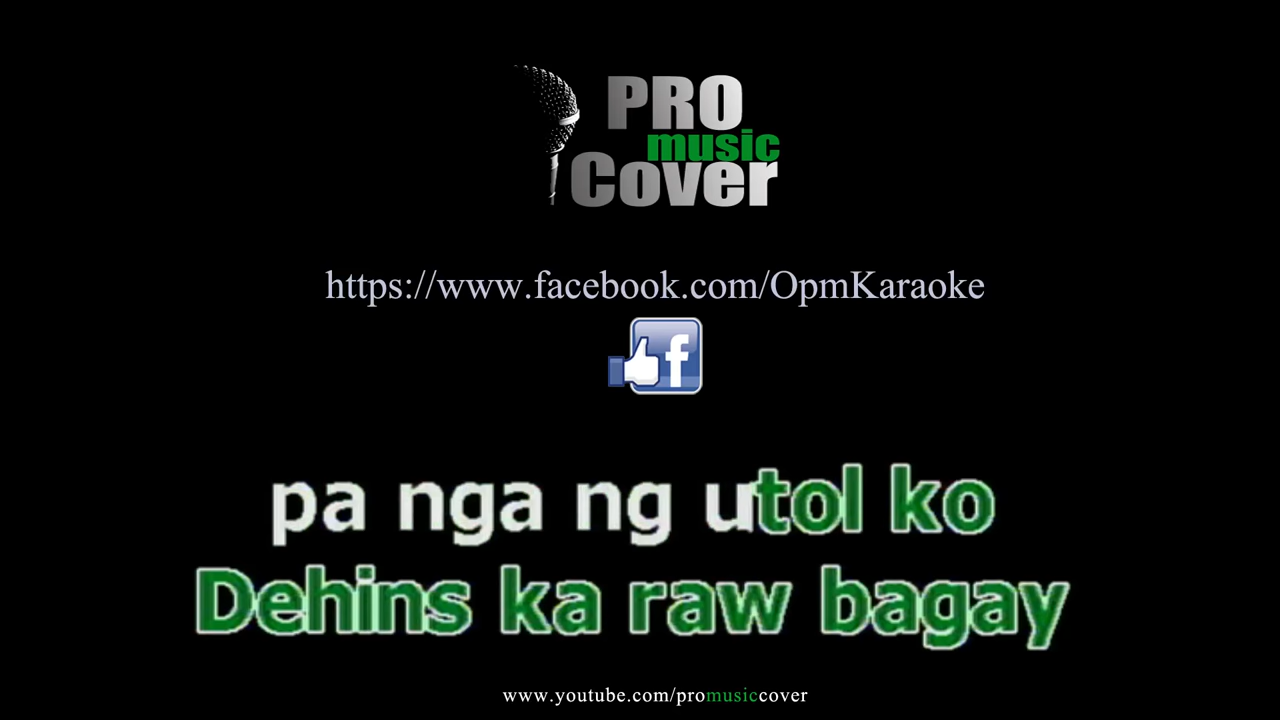 PRO
music
Cover
https://www.facebook.com/OpmKaraoke
f
pa nga ng utol ko
Dehins ka raw bagay
www.youtube.com/promusiccover